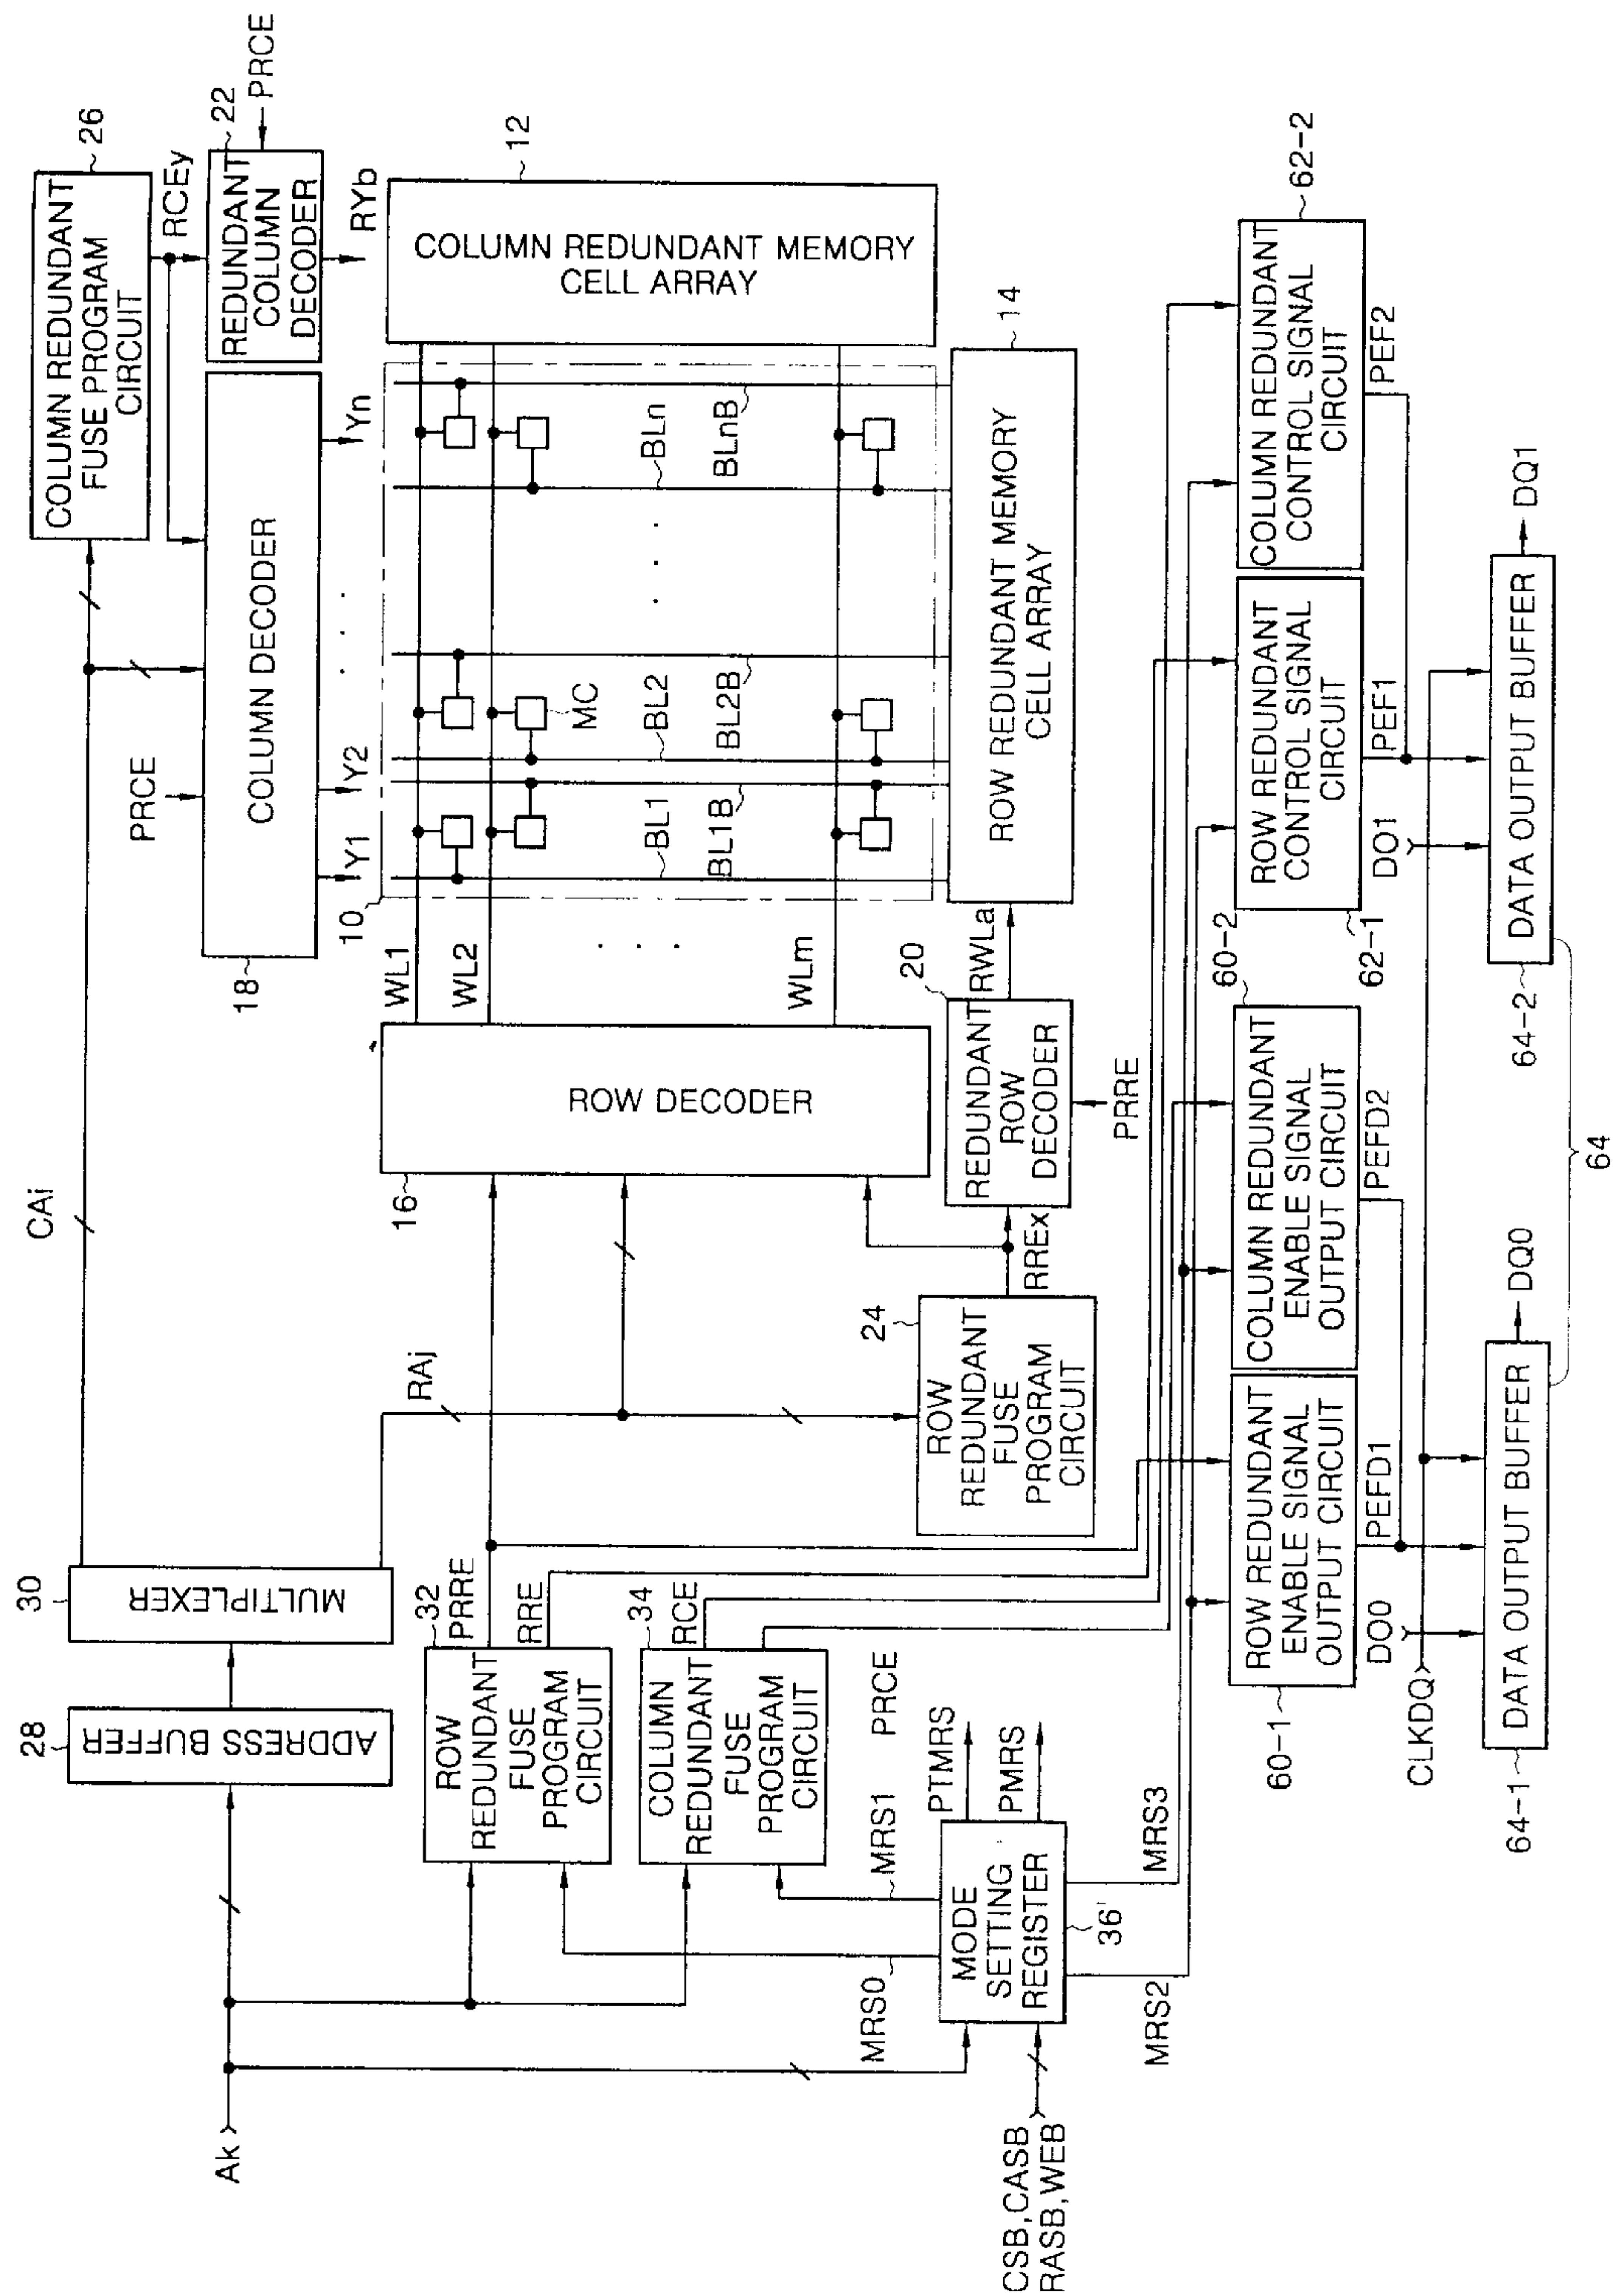 Ak
CSB,CASB
RASB,WEB
28
ADDRESS BUFFER
30
MULTIPLEXER
CAi
RAj
PRCE
18
COLUMN DECODER
Y1
Y2
. . .
Yn
COLUMN REDUNDANT
FUSE PROGRAM
CIRCUIT
26
RCEy
REDUNDANT
COLUMN
DECODER
22
PRCE
RYb
ROW
REDUNDANT
FUSE
PROGRAM
CIRCUIT
32
PRRE
RRE
COLUMN
REDUNDANT
FUSE
PROGRAM
CIRCUIT
34
RCE
PRCE
MRS0
MRS1
MODE
SETTING
REGISTER
36'
PTMRS
PMRS
MRS2
MRS3
16
ROW DECODER
WL1
WL2
. . .
WLm
10
BL1
BL1B
BL2
BL2B
MC
. . .
. . .
BLn
BLnB
COLUMN REDUNDANT MEMORY
CELL ARRAY
12
24
ROW
REDUNDANT
FUSE
PROGRAM
CIRCUIT
RREx
20
REDUNDANT
ROW
DECODER
RWLa
PRRE
ROW REDUNDANT MEMORY
CELL ARRAY
14
60-1
ROW REDUNDANT
ENABLE SIGNAL
OUTPUT CIRCUIT
PEFD1
60-2
COLUMN REDUNDANT
ENABLE SIGNAL
OUTPUT CIRCUIT
PEFD2
62-1
ROW REDUNDANT
CONTROL SIGNAL
CIRCUIT
PEF1
62-2
COLUMN REDUNDANT
CONTROL SIGNAL
CIRCUIT
PEF2
DO0
CLKDQ
64-1
DATA OUTPUT BUFFER
DQ0
DO1
64-2
DATA OUTPUT BUFFER
DQ1
64